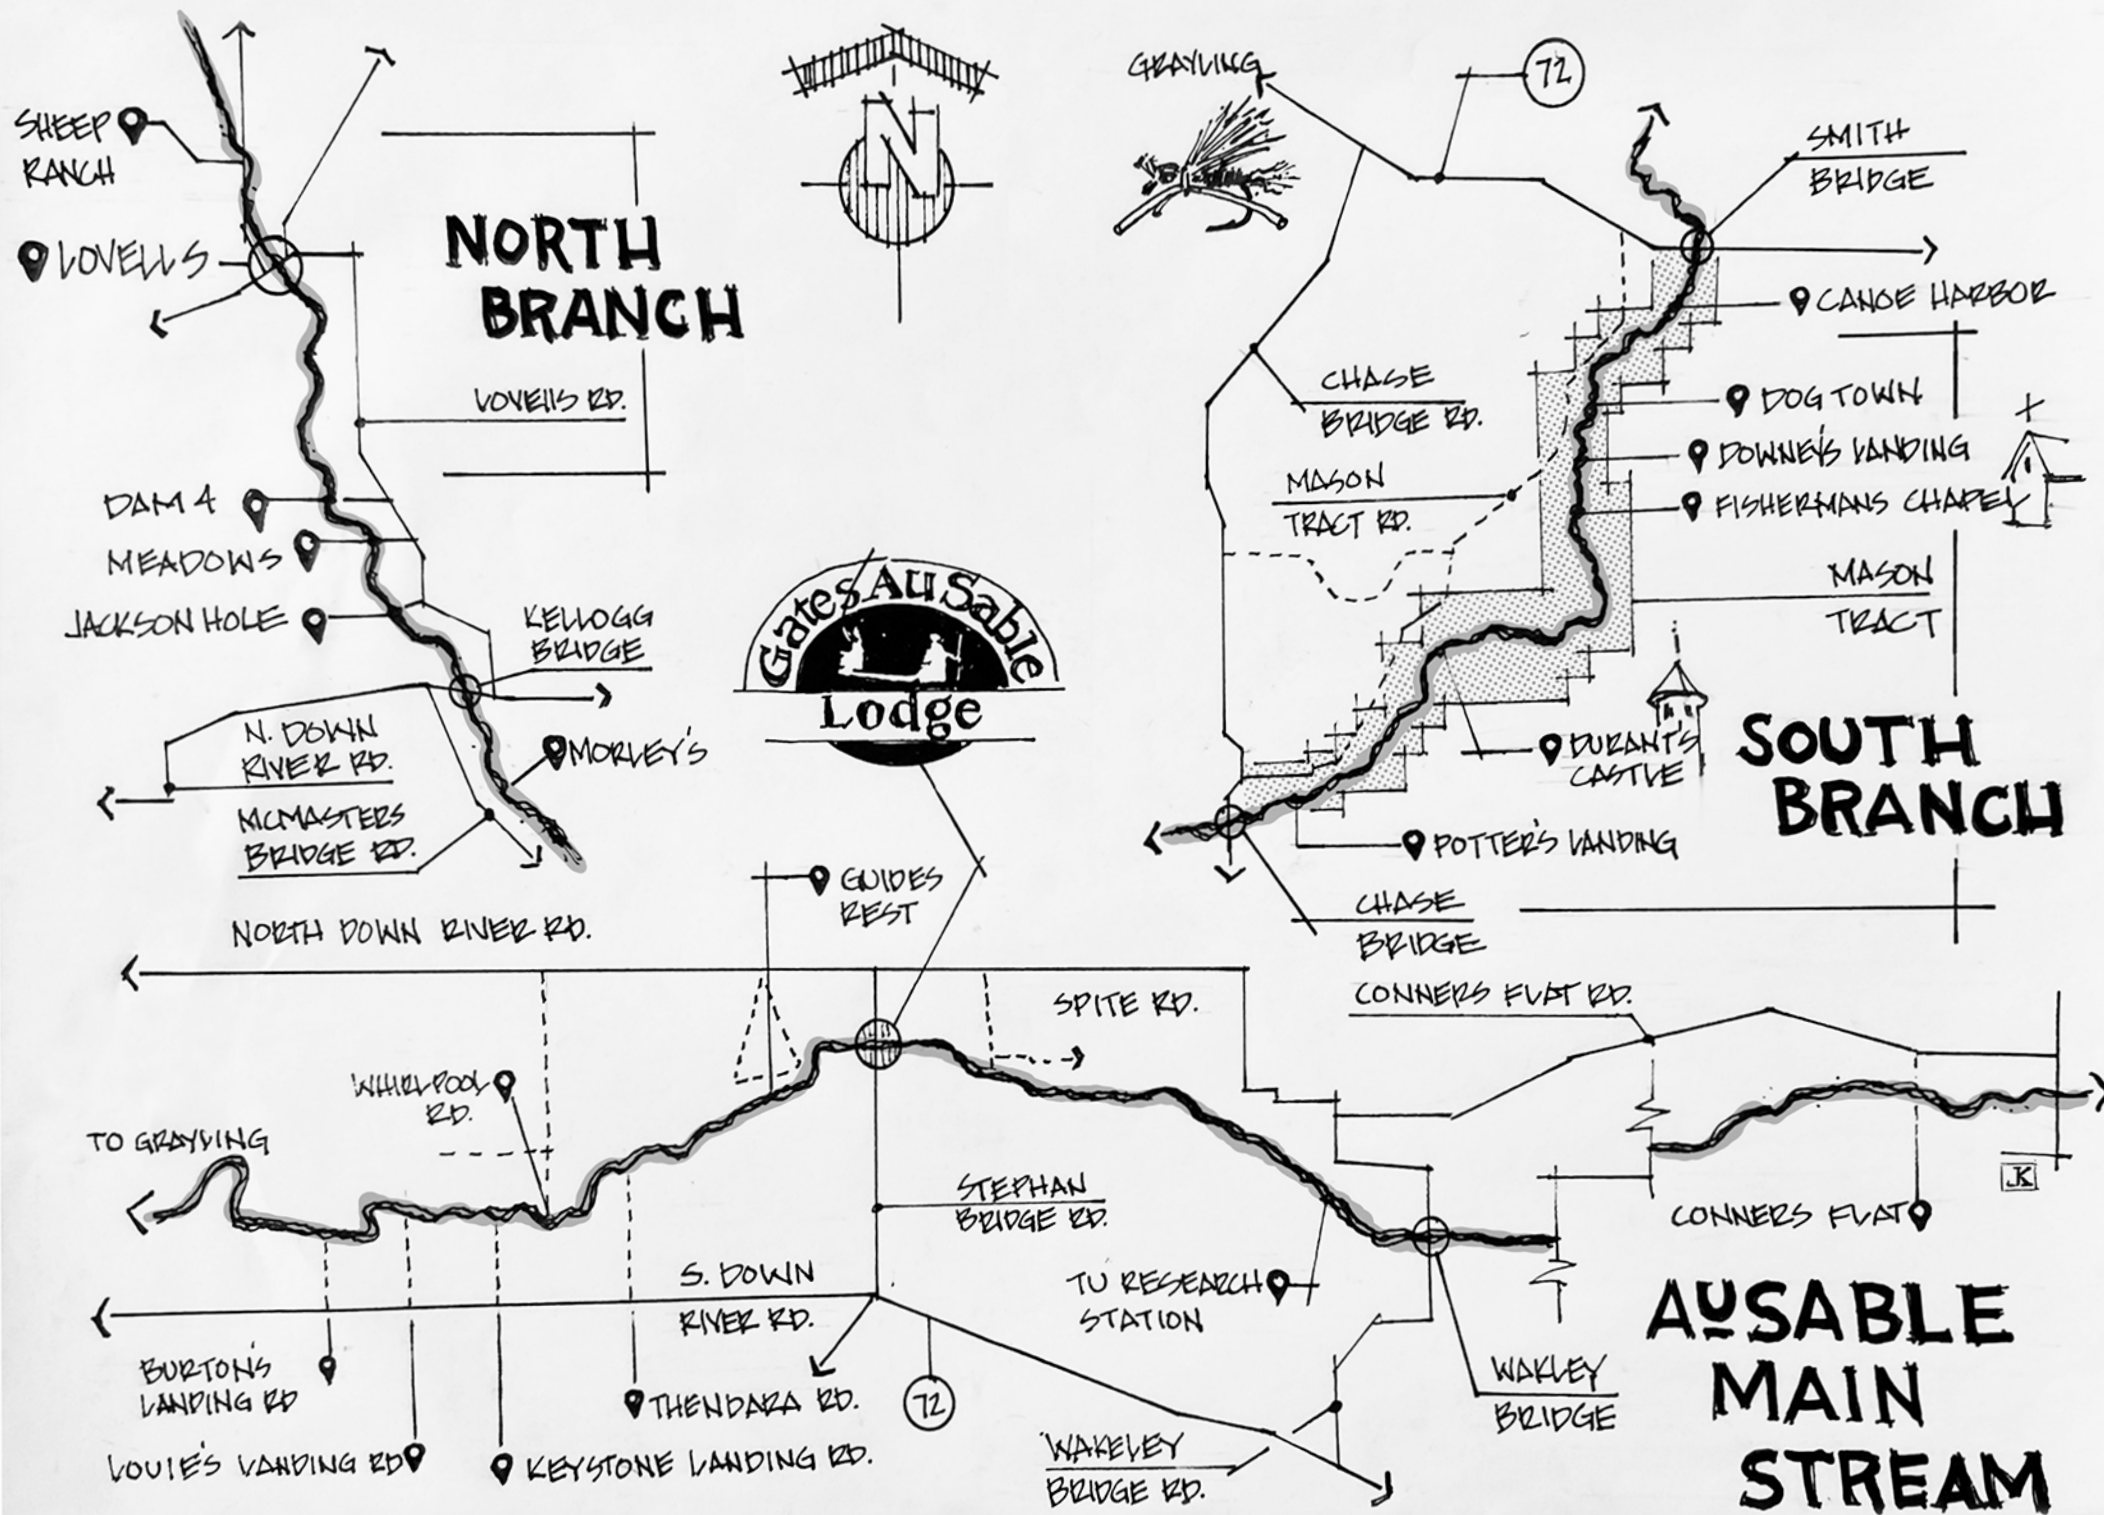 SHEEP
RANCH
LOVELLS
NORTH
BRANCH
LOVELLS RD.
DAM 4
MEADOWS
JACKSON HOLE
KELLOGG
BRIDGE
N. DOWN
RIVER RD.
MORLEY'S
MCMASTERS
BRIDGE RD.
N
Gates Au Sable
Lodge
GRAYLING
72
SMITH
BRIDGE
CANOE HARBOR
CHASE
BRIDGE RD.
DOG TOWN
DOWNEY'S LANDING
MASON
TRACT RD.
FISHERMANS CHAPEL
MASON
TRACT
DURANT'S
CASTLE
SOUTH
BRANCH
POTTER'S LANDING
CHASE
BRIDGE
NORTH DOWN RIVER RD.
GUIDES
REST
SPITE RD.
CONNERS FLAT RD.
WHIRLPOOL
RD.
TO GRAYLING
STEPHAN
BRIDGE RD.
JK
CONNERS FLAT
S. DOWN
RIVER RD.
TU RESEARCH
STATION
BURTON'S
LANDING RD
THENDARA RD.
72
WAKLEY
BRIDGE
LOUIE'S LANDING RD
KEYSTONE LANDING RD.
WAKELEY
BRIDGE RD.
AUSABLE
MAIN
STREAM